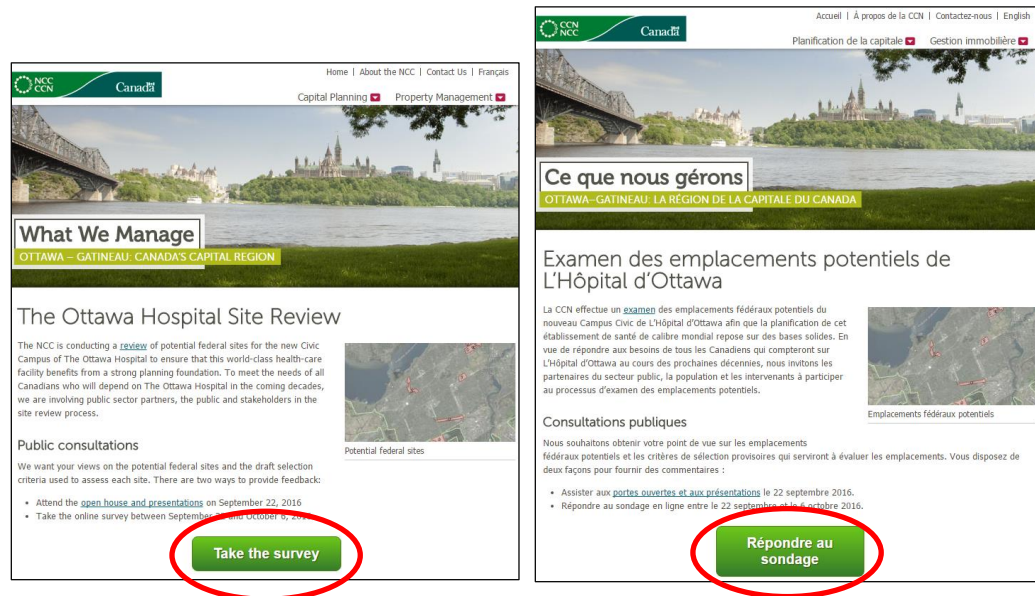 NCC
CCN
Canada
Home | About the NCC | Contact Us | Français
Capital Planning Property Management
What We Manage
OTTAWA – GATINEAU: CANADA'S CAPITAL REGION
The Ottawa Hospital Site Review
The NCC is conducting a review of potential federal sites for the new Civic
Campus of The Ottawa Hospital to ensure that this world-class health-care
facility benefits from a strong planning foundation. To meet the needs of all
Canadians who will depend on The Ottawa Hospital in the coming decades,
we are involving public sector partners, the public and stakeholders in the
site review process.
Potential federal sites
Public consultations
We want your views on the potential federal sites and the draft selection
criteria used to assess each site. There are two ways to provide feedback:
• Attend the open house and presentations on September 22, 2016
• Take the online survey between September and October 6,
Take the survey
CCN
NCC
Canada
Accueil | À propos de la CCN | Contactez-nous | English
Planification de la capitale Gestion immobilière
Ce que nous gérons
OTTAWA–GATINEAU: LA RÉGION DE LA CAPITALE DU CANADA
Examen des emplacements potentiels de
L'Hôpital d'Ottawa
La CCN effectue un examen des emplacements fédéraux potentiels du
nouveau Campus Civic de L'Hôpital d'Ottawa afin que la planification de cet
établissement de santé de calibre mondial repose sur des bases solides. En
vue de répondre aux besoins de tous les Canadiens qui compteront sur
L'Hôpital d'Ottawa au cours des prochaines décennies, nous invitons les
partenaires du secteur public, la population et les intervenants à participer
au processus d'examen des emplacements potentiels.
Emplacements fédéraux potentiels
Consultations publiques
Nous souhaitons obtenir votre point de vue sur les emplacements
fédéraux potentiels et les critères de sélection provisoires qui serviront à évaluer les emplacements. Vous disposez de
deux façons pour fournir des commentaires :
• Assister aux portes ouvertes et aux présentations le 22 septembre 2016.
• Répondre au sondage en ligne entre le 22 septembre et le 6 octobre 2016.
Répondre au
sondage